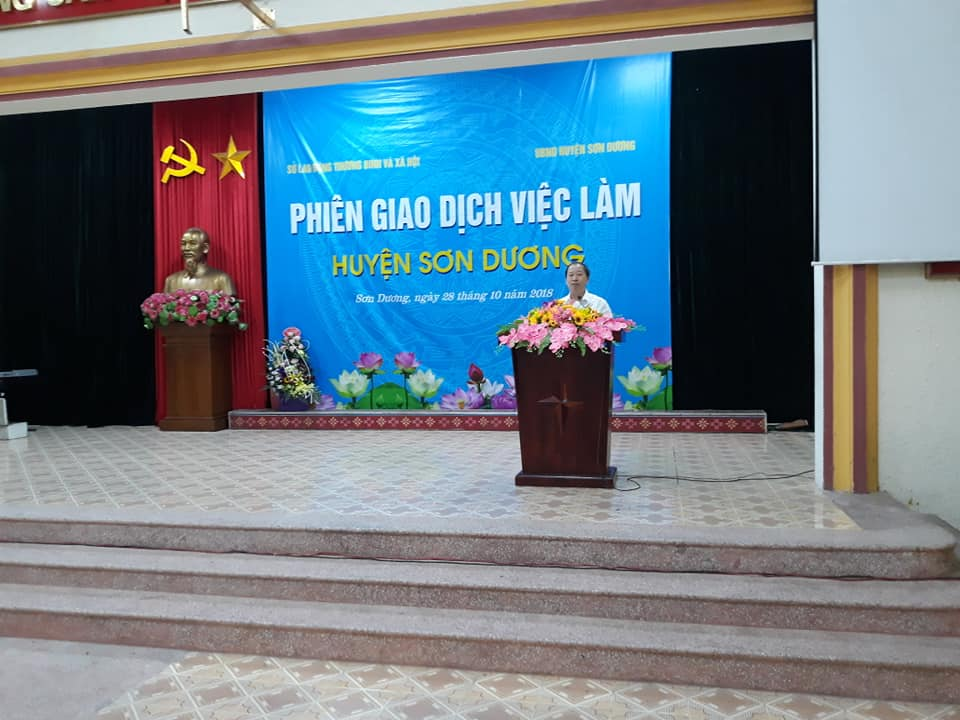 SỞ LAO ĐỘNG THƯƠNG BINH VÀ XÃ HỘI
UBND HUYỆN SƠN DƯƠNG
PHIÊN GIAO DỊCH VIỆC LÀM
HUYỆN SƠN DƯƠNG
Sơn Dương, ngày 28 tháng 10 năm 2018